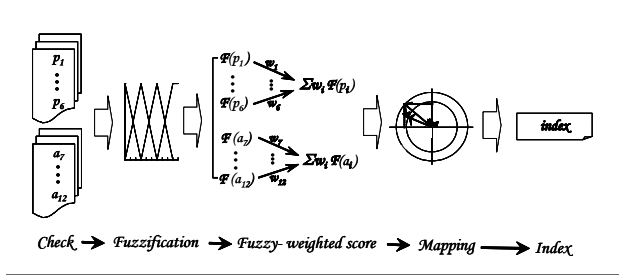 p1
p6
a7
a12
F(p1)
w1
F(p6)
w6
Σwi F(pi)
F(a7)
w7
F(a12)
w12
Σwi F(ai)
index
Check → Fuzzification → Fuzzy-weighted score → Mapping → Index